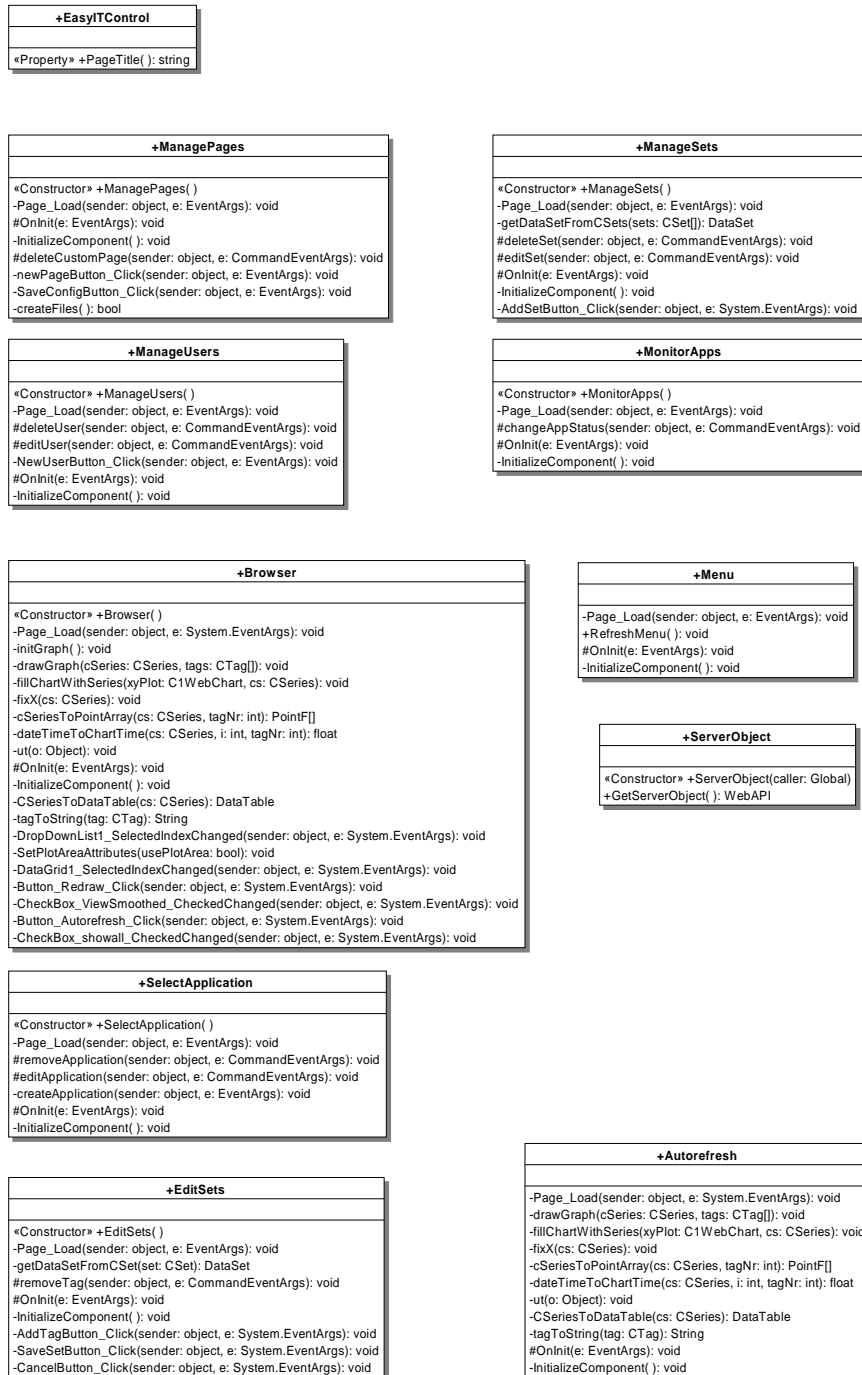 +EasyITControl
«Property» +PageTitle( ): string
+ManagePages
«Constructor» +ManagePages( )
-Page_Load(sender: object, e: EventArgs): void
#OnInit(e: EventArgs): void
-InitializeComponent( ): void
#deleteCustomPage(sender: object, e: CommandEventArgs): void
-newPageButton_Click(sender: object, e: EventArgs): void
-SaveConfigButton_Click(sender: object, e: EventArgs): void
-createFiles( ): bool
+ManageSets
«Constructor» +ManageSets( )
-Page_Load(sender: object, e: EventArgs): void
-getDataSetFromCSets(sets: CSet[]): DataSet
#deleteSet(sender: object, e: CommandEventArgs): void
#editSet(sender: object, e: CommandEventArgs): void
#OnInit(e: EventArgs): void
-InitializeComponent( ): void
-AddSetButton_Click(sender: object, e: System.EventArgs): void
+ManageUsers
«Constructor» +ManageUsers( )
-Page_Load(sender: object, e: EventArgs): void
#deleteUser(sender: object, e: CommandEventArgs): void
#editUser(sender: object, e: CommandEventArgs): void
-NewUserButton_Click(sender: object, e: EventArgs): void
#OnInit(e: EventArgs): void
-InitializeComponent( ): void
+MonitorApps
«Constructor» +MonitorApps( )
-Page_Load(sender: object, e: EventArgs): void
#changeAppStatus(sender: object, e: CommandEventArgs): void
#OnInit(e: EventArgs): void
-InitializeComponent( ): void
+Browser
«Constructor» +Browser( )
-Page_Load(sender: object, e: System.EventArgs): void
-initGraph( ): void
-drawGraph(cSeries: CSeries, tags: CTag[]): void
-fillChartWithSeries(xyPlot: C1WebChart, cs: CSeries): void
-fixX(cs: CSeries): void
-cSeriesToPointArray(cs: CSeries, tagNr: int): PointF[]
-dateTimeToChartTime(cs: CSeries, i: int, tagNr: int): float
-ut(o: Object): void
#OnInit(e: EventArgs): void
-InitializeComponent( ): void
-CSeriesToDataTable(cs: CSeries): DataTable
-tagToString(tag: CTag): String
-DropDownList1_SelectedIndexChanged(sender: object, e: System.EventArgs): void
-SetPlotAreaAttributes(usePlotArea: bool): void
-DataGrid1_SelectedIndexChanged(sender: object, e: System.EventArgs): void
-Button_Redraw_Click(sender: object, e: System.EventArgs): void
-CheckBox_ViewSmoothed_CheckedChanged(sender: object, e: System.EventArgs): void
-Button_Autorefresh_Click(sender: object, e: System.EventArgs): void
-CheckBox_showall_CheckedChanged(sender: object, e: System.EventArgs): void
+Menu
-Page_Load(sender: object, e: EventArgs): void
+RefreshMenu( ): void
#OnInit(e: EventArgs): void
-InitializeComponent( ): void
+ServerObject
«Constructor» +ServerObject(caller: Global)
+GetServerObject( ): WebAPI
+SelectApplication
«Constructor» +SelectApplication( )
-Page_Load(sender: object, e: EventArgs): void
#removeApplication(sender: object, e: CommandEventArgs): void
#editApplication(sender: object, e: CommandEventArgs): void
-createApplication(sender: object, e: EventArgs): void
#OnInit(e: EventArgs): void
-InitializeComponent( ): void
+EditSets
«Constructor» +EditSets( )
-Page_Load(sender: object, e: EventArgs): void
-getDataSetFromCSet(set: CSet): DataSet
#removeTag(sender: object, e: CommandEventArgs): void
#OnInit(e: EventArgs): void
-InitializeComponent( ): void
-AddTagButton_Click(sender: object, e: System.EventArgs): void
-SaveSetButton_Click(sender: object, e: System.EventArgs): void
-CancelButton_Click(sender: object, e: System.EventArgs): void
+Autorefresh
-Page_Load(sender: object, e: System.EventArgs): void
-drawGraph(cSeries: CSeries, tags: CTag[]): void
-fillChartWithSeries(xyPlot: C1WebChart, cs: CSeries): void
-fixX(cs: CSeries): void
-cSeriesToPointArray(cs: CSeries, tagNr: int): PointF[]
-dateTimeToChartTime(cs: CSeries, i: int, tagNr: int): float
-ut(o: Object): void
-CSeriesToDataTable(cs: CSeries): DataTable
-tagToString(tag: CTag): String
#OnInit(e: EventArgs): void
-InitializeComponent( ): void